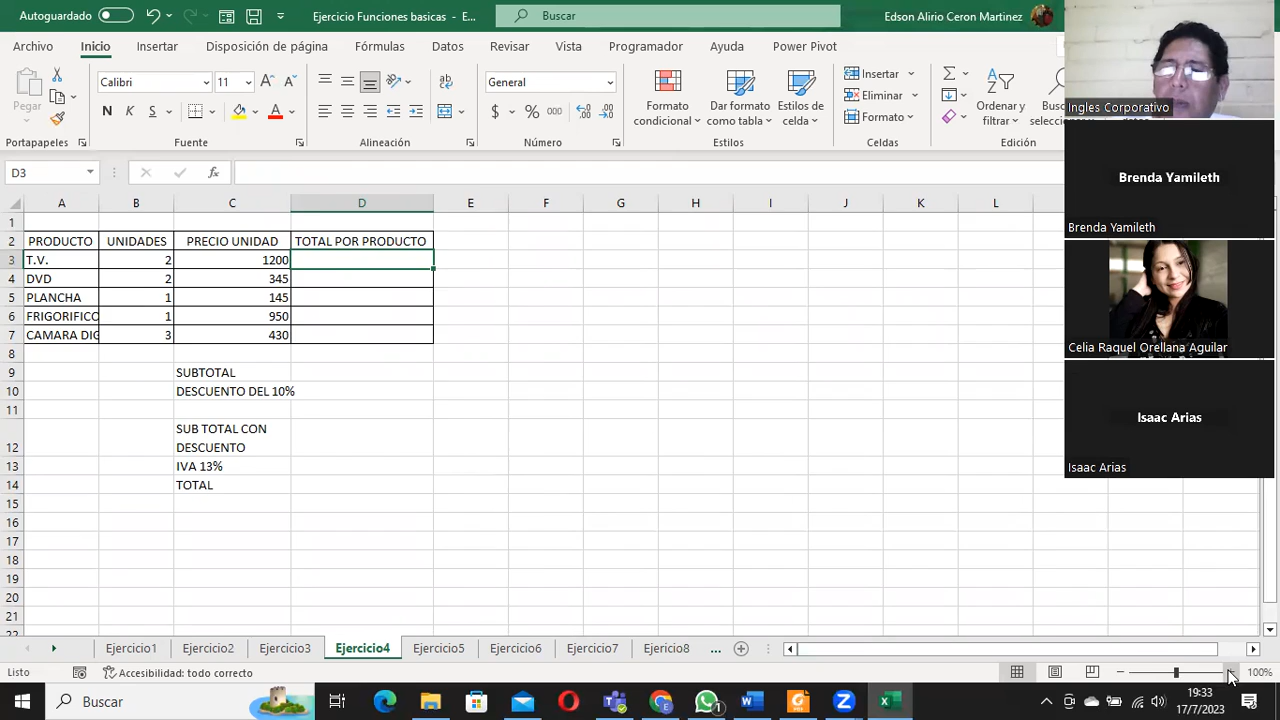 Autoguardado
Ejercicio Funciones basicas - E...
Buscar
Edson Alirio Ceron Martinez
Archivo Inicio Insertar Disposición de página Fórmulas Datos Revisar Vista Programador Ayuda Power Pivot
Pegar
Calibri 11
N K S
General
Formato condicional
Dar formato como tabla
Estilos de celda
Insertar
Eliminar
Formato
Ordenar y filtrar
Portapapeles Fuente Alineación Número Estilos Celdas Edición
D3
A B C D E F G H I J K L
1
2 PRODUCTO UNIDADES PRECIO UNIDAD TOTAL POR PRODUCTO
3 T.V. 2 1200
4 DVD 2 345
5 PLANCHA 1 145
6 FRIGORIFICO 1 950
7 CAMARA DIG 3 430
8
9 SUBTOTAL
10 DESCUENTO DEL 10%
11
SUB TOTAL CON
12 DESCUENTO
13 IVA 13%
14 TOTAL
15
16
17
18
19
20
21
22
Ejercicio1 Ejercicio2 Ejercicio3 Ejercicio4 Ejercicio5 Ejercicio6 Ejercicio7 Ejericio8 ...
Listo
Accesibilidad: todo correcto
100%
Buscar
19:33
17/7/2023
Ingles Corporativo
Brenda Yamileth
Brenda Yamileth
Celia Raquel Orellana Aguilar
Isaac Arias
Isaac Arias